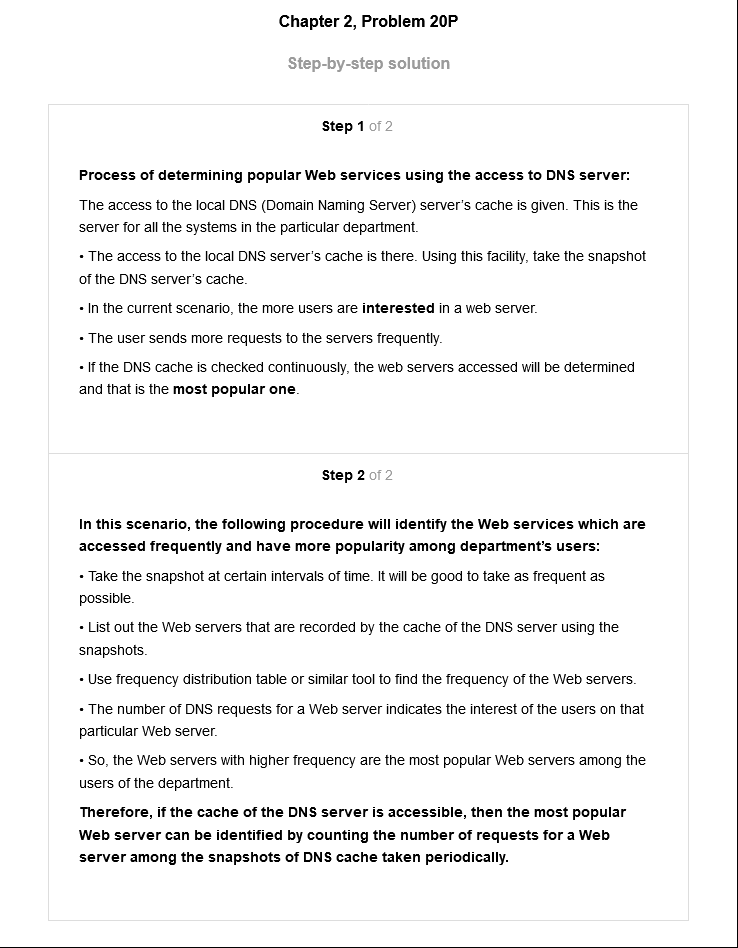 Chapter 2, Problem 20P
Step-by-step solution
Step 1 of 2
Process of determining popular Web services using the access to DNS server:
The access to the local DNS (Domain Naming Server) server's cache is given. This is the
server for all the systems in the particular department.
• The access to the local DNS server's cache is there. Using this facility, take the snapshot
of the DNS server's cache.
• In the current scenario, the more users are interested in a web server.
• The user sends more requests to the servers frequently.
• If the DNS cache is checked continuously, the web servers accessed will be determined
and that is the most popular one.
Step 2 of 2
In this scenario, the following procedure will identify the Web services which are
accessed frequently and have more popularity among department's users:
• Take the snapshot at certain intervals of time. It will be good to take as frequent as
possible.
• List out the Web servers that are recorded by the cache of the DNS server using the
snapshots.
• Use frequency distribution table or similar tool to find the frequency of the Web servers.
• The number of DNS requests for a Web server indicates the interest of the users on that
particular Web server.
• So, the Web servers with higher frequency are the most popular Web servers among the
users of the department.
Therefore, if the cache of the DNS server is accessible, then the most popular
Web server can be identified by counting the number of requests for a Web
server among the snapshots of DNS cache taken periodically.